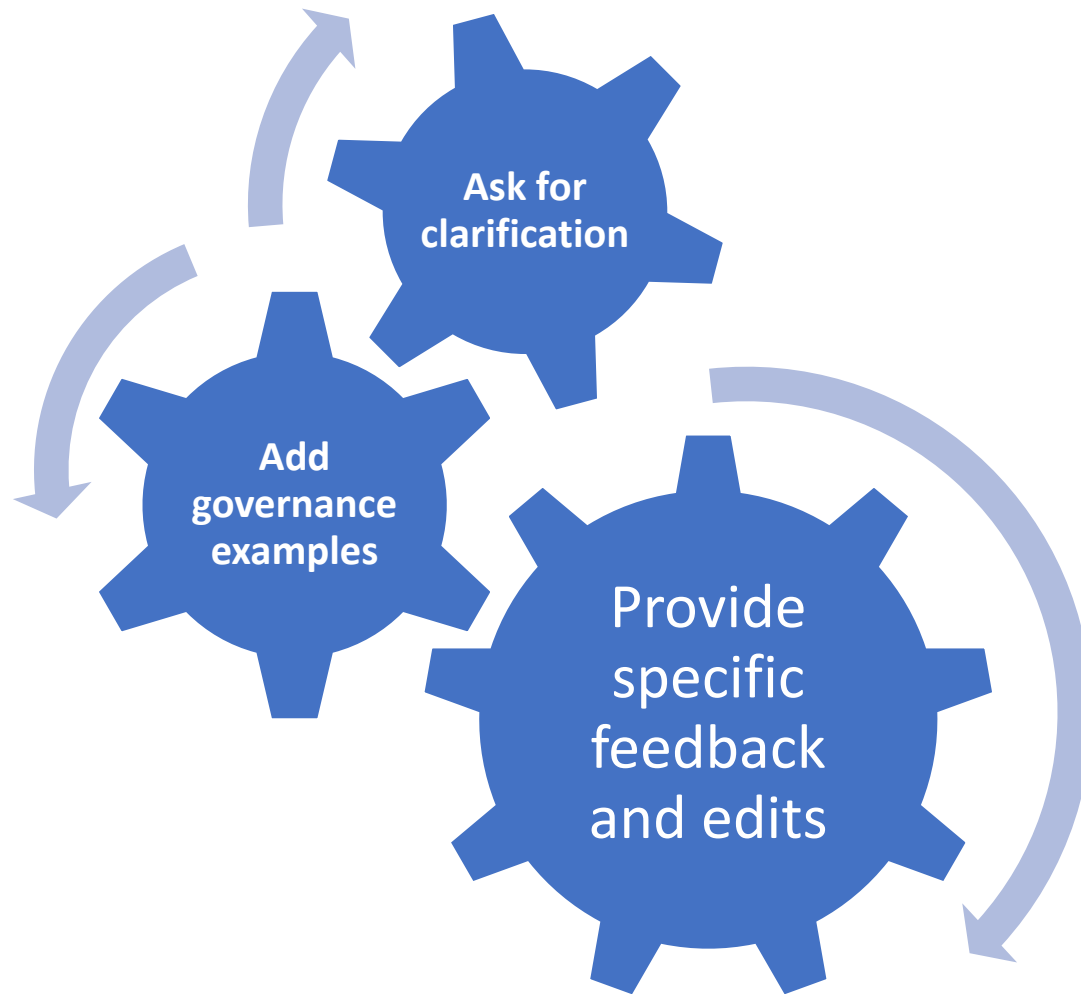 Ask for
clarification
Add
governance
examples
Provide
specific
feedback
and edits